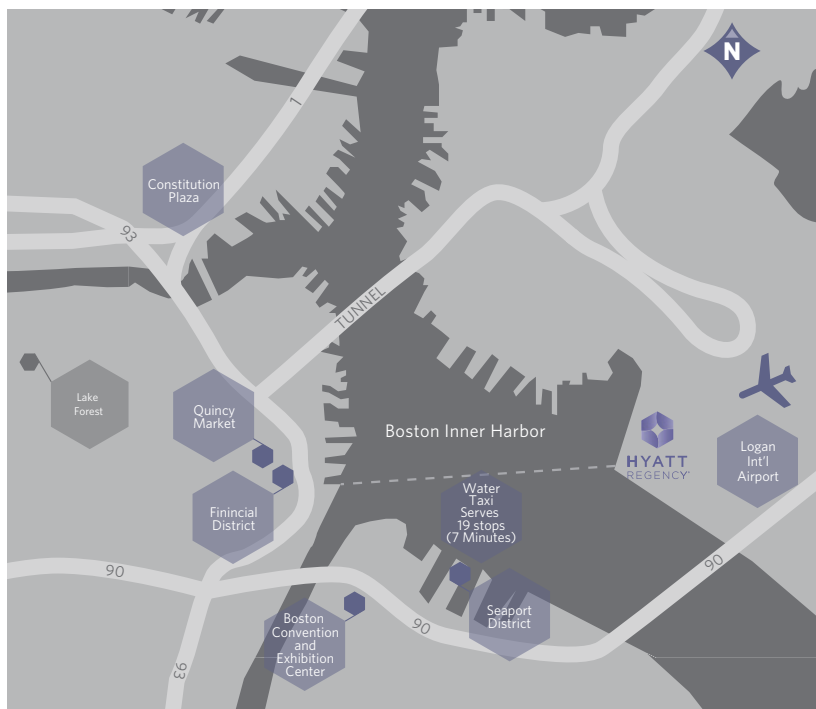 N
1
Constitution
Plaza
93
TUNNEL
Lake
Forest
Quincy
Market
Boston Inner Harbor
HYATT
REGENCY
Logan
Int'l
Airport
Water
Taxi
Serves
19 stops
(7 Minutes)
Finincial
District
90
90
Boston
Convention
and
Exhibition
Center
90
Seaport
District
93